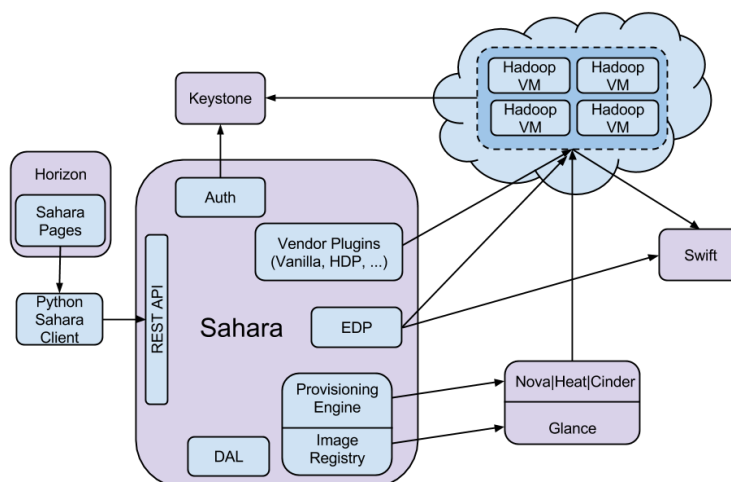 Hadoop
VM
Hadoop
VM
Hadoop
VM
Hadoop
VM
Keystone
Horizon
Sahara
Pages
Auth
Vendor Plugins
(Vanilla, HDP, ...)
Swift
Python
Sahara
Client
REST API
Sahara
EDP
Provisioning
Engine
Nova|Heat|Cinder
Image
Registry
Glance
DAL